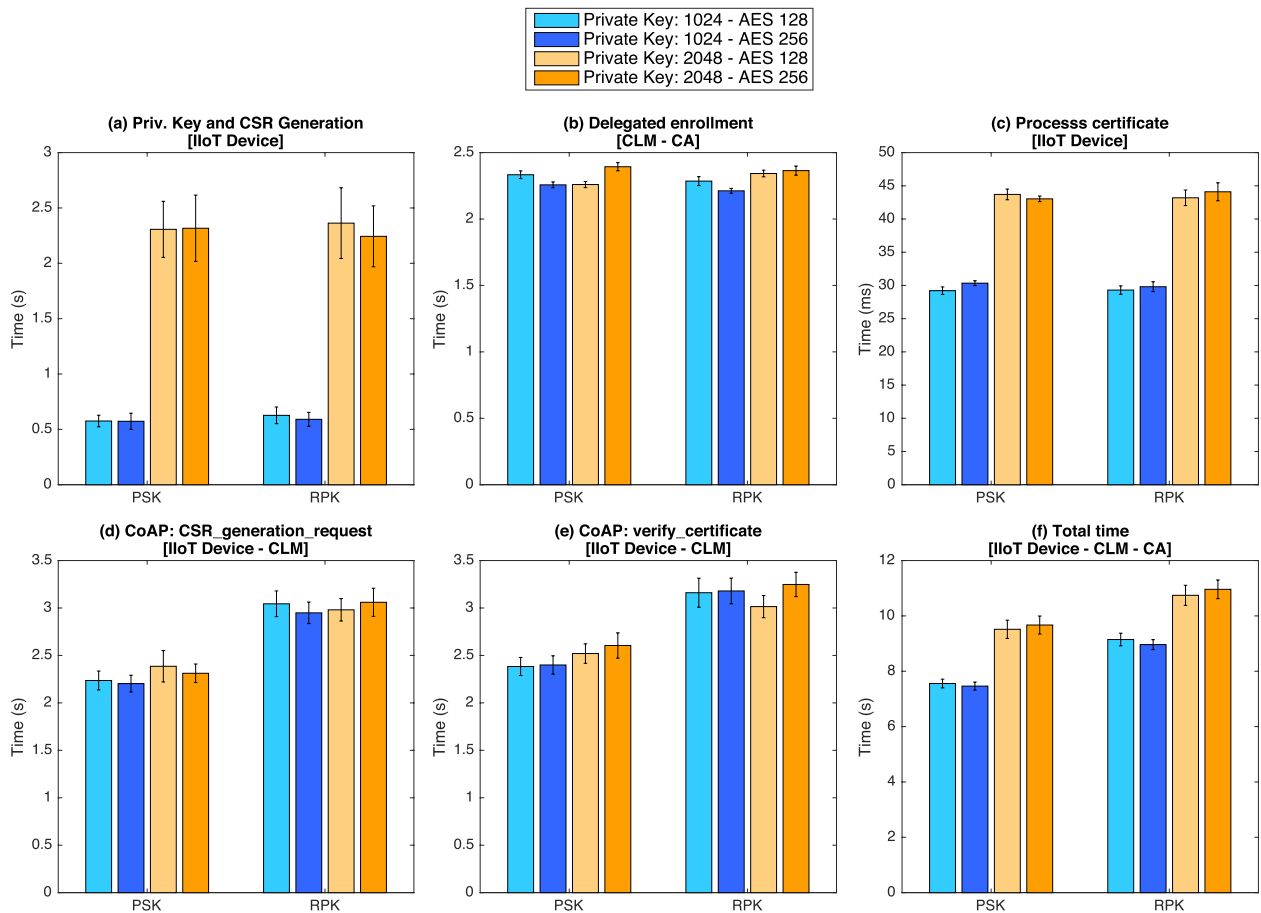 Private Key: 1024 - AES 128
Private Key: 1024 - AES 256
Private Key: 2048 - AES 128
Private Key: 2048 - AES 256
(a) Priv. Key and CSR Generation
[IIoT Device]
3
2.5
2
1.5
1
0.5
0
Time (s)
PSK
RPK
(b) Delegated enrollment
[CLM - CA]
2.5
2
1.5
1
0.5
0
Time (s)
PSK
RPK
(c) Processs certificate
[IIoT Device]
50
45
40
35
30
25
20
15
10
5
0
Time (ms)
PSK
RPK
(d) CoAP: CSR_generation_request
[IIoT Device - CLM]
3.5
3
2.5
2
1.5
1
0.5
0
Time (s)
PSK
RPK
(e) CoAP: verify_certificate
[IIoT Device - CLM]
3.5
3
2.5
2
1.5
1
0.5
0
Time (s)
PSK
RPK
(f) Total time
[IIoT Device - CLM - CA]
12
10
8
6
4
2
0
Time (s)
PSK
RPK